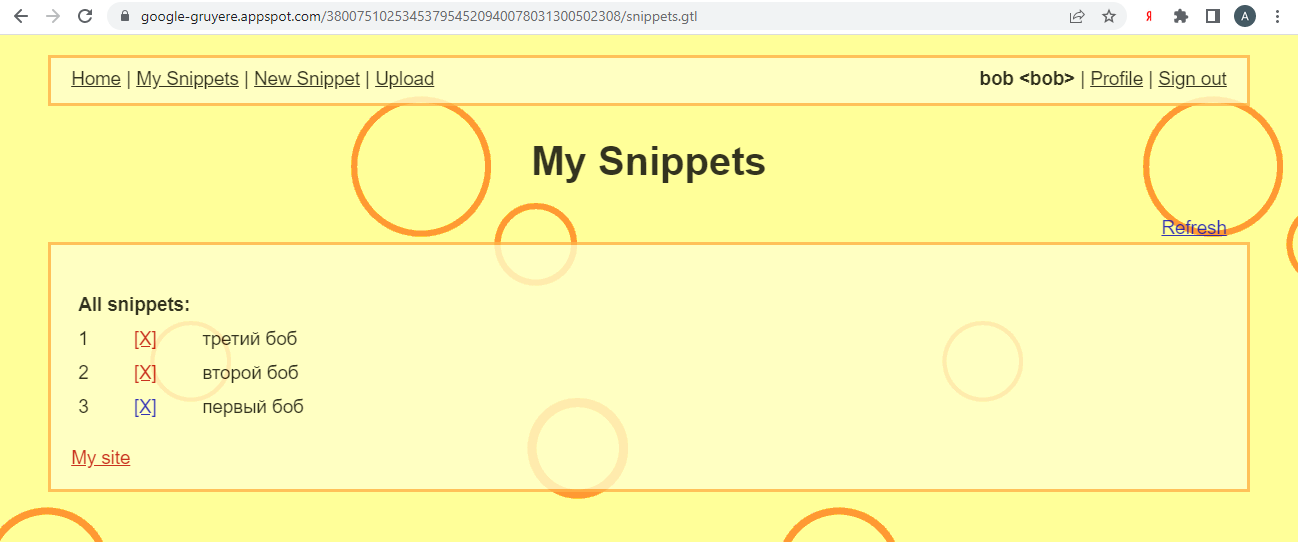 google-gruyere.appspot.com/380075102534537954520940078031300502308/snippets.gtl
Я
A
Home | My Snippets | New Snippet | Upload
bob <bob> | Profile | Sign out
My Snippets
Refresh
All snippets:
1 [X] третий боб
2 [X] второй боб
3 [X] первый боб
My site